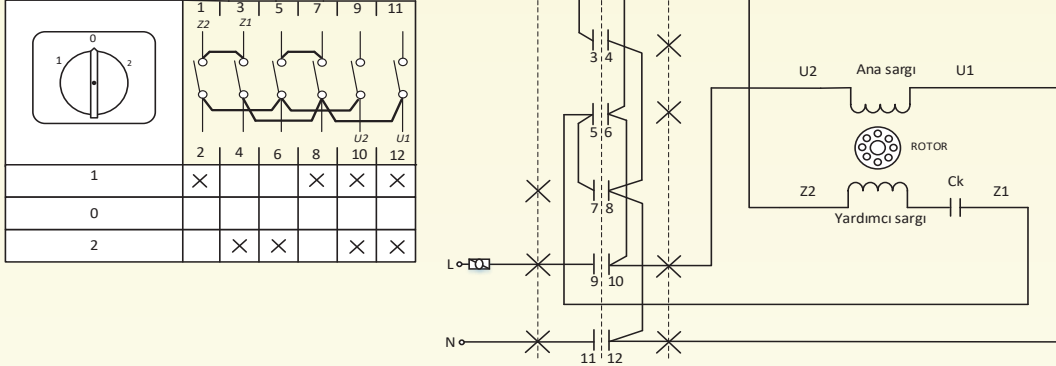 1 3 5 7 9 11
Z2 Z1
0
1 2
U2 U1
2 4 6 8 10 12
1
0
2
3 4
5 6
7 8
L
9 10
N
11 12
U2 Ana sargı U1
ROTOR
Z2 Ck Z1
Yardımcı sargı